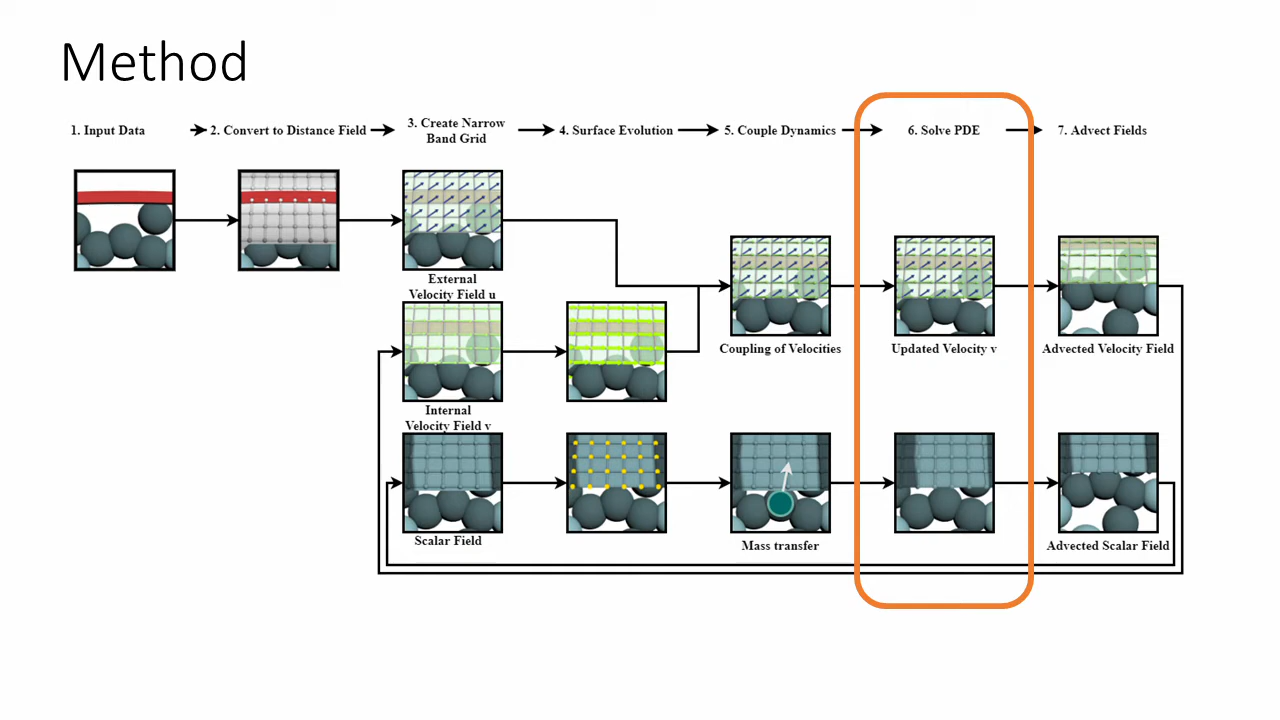 Method
1. Input Data
2. Convert to Distance Field
3. Create Narrow
Band Grid
4. Surface Evolution
5. Couple Dynamics
6. Solve PDE
7. Advect Fields
External
Velocity Field u
Coupling of Velocities
Updated Velocity v
Advected Velocity Field
Internal
Velocity Field v
Scalar Field
Mass transfer
Advected Scalar Field